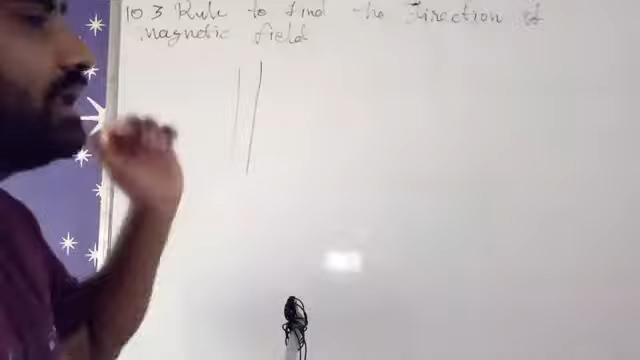 10 3 Rule to find the Direction of
magnetic field